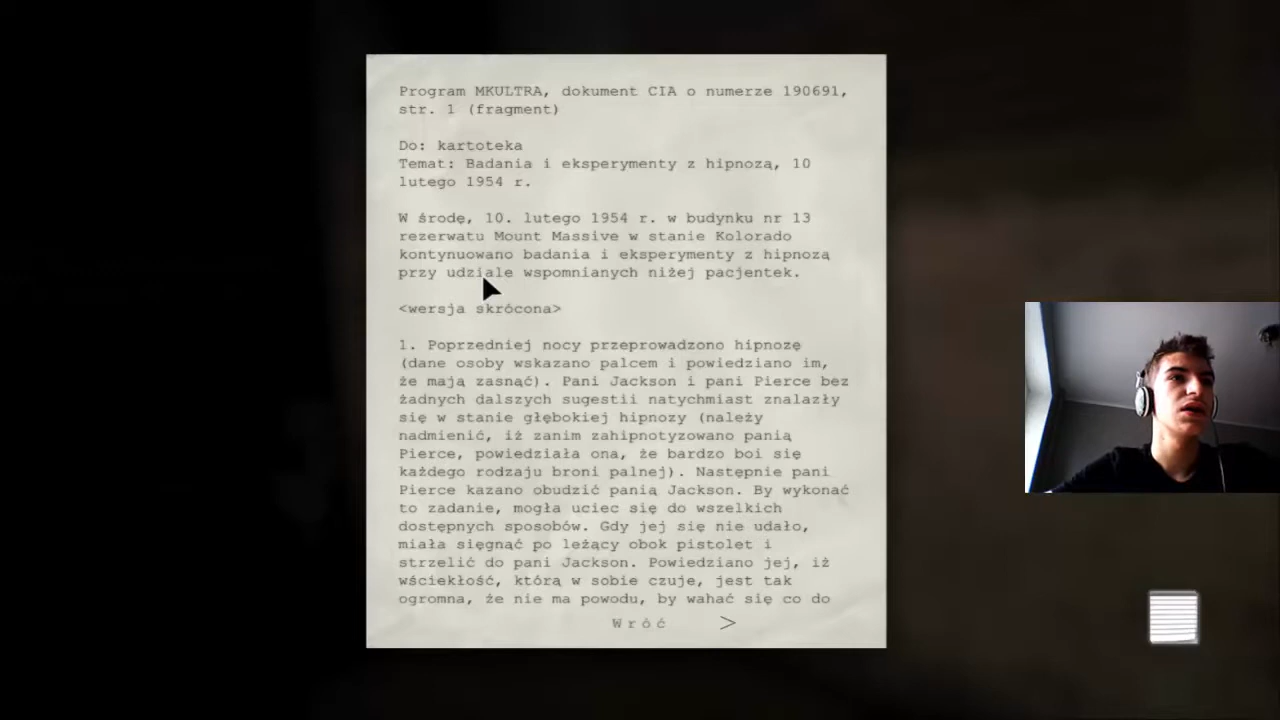 Program MKULTRA, dokument CIA o numerze 190691,
str. 1 (fragment)
Do: kartoteka
Temat: Badania i eksperymenty z hipnozą, 10
lutego 1954 r.
W środę, 10. lutego 1954 r. w budynku nr 13
rezerwatu Mount Massive w stanie Kolorado
kontynuowano badania i eksperymenty z hipnozą
przy udziale wspomnianych niżej pacjentek.
<wersja skrócona>
1. Poprzedniej nocy przeprowadzono hipnozę
(dane osoby wskazano palcem i powiedziano im,
że mają zasnąć). Pani Jackson i pani Pierce bez
żadnych dalszych sugestii natychmiast znalazły
się w stanie głębokiej hipnozy (należy
nadmienić, iż zanim zahipnotyzowano panią
Pierce, powiedziała ona, że bardzo boi się
każdego rodzaju broni palnej). Następnie pani
Pierce kazano obudzić panią Jackson. By wykonać
to zadanie, mogła uciec się do wszelkich
dostępnych sposobów. Gdy jej się nie udało,
miała sięgnąć po leżący obok pistolet i
strzelić do pani Jackson. Powiedziano jej, iż
wściekłość, którą w sobie czuje, jest tak
ogromna, że nie ma powodu, by wahać się co do
Wróć >